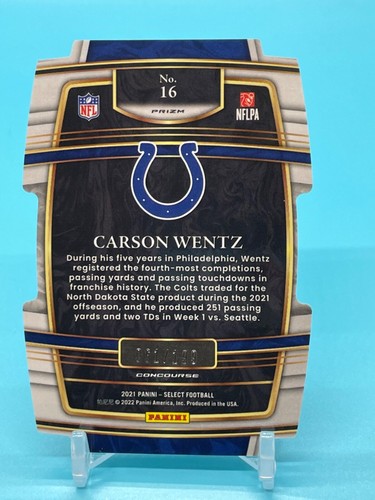 No.
16
PRIZM
NFL
NFLPA
CARSON WENTZ
During his five years in Philadelphia, Wentz
registered the fourth-most completions,
passing yards and passing touchdowns in
franchise history. The Colts traded for the
North Dakota State product during the 2021
offseason, and he produced 251 passing
yards and two TDs in Week 1 vs. Seattle.
CONCOURSE
2021 PANINI – SELECT FOOTBALL
© 2022 Panini America, Inc. Produced in the USA.
PANINI